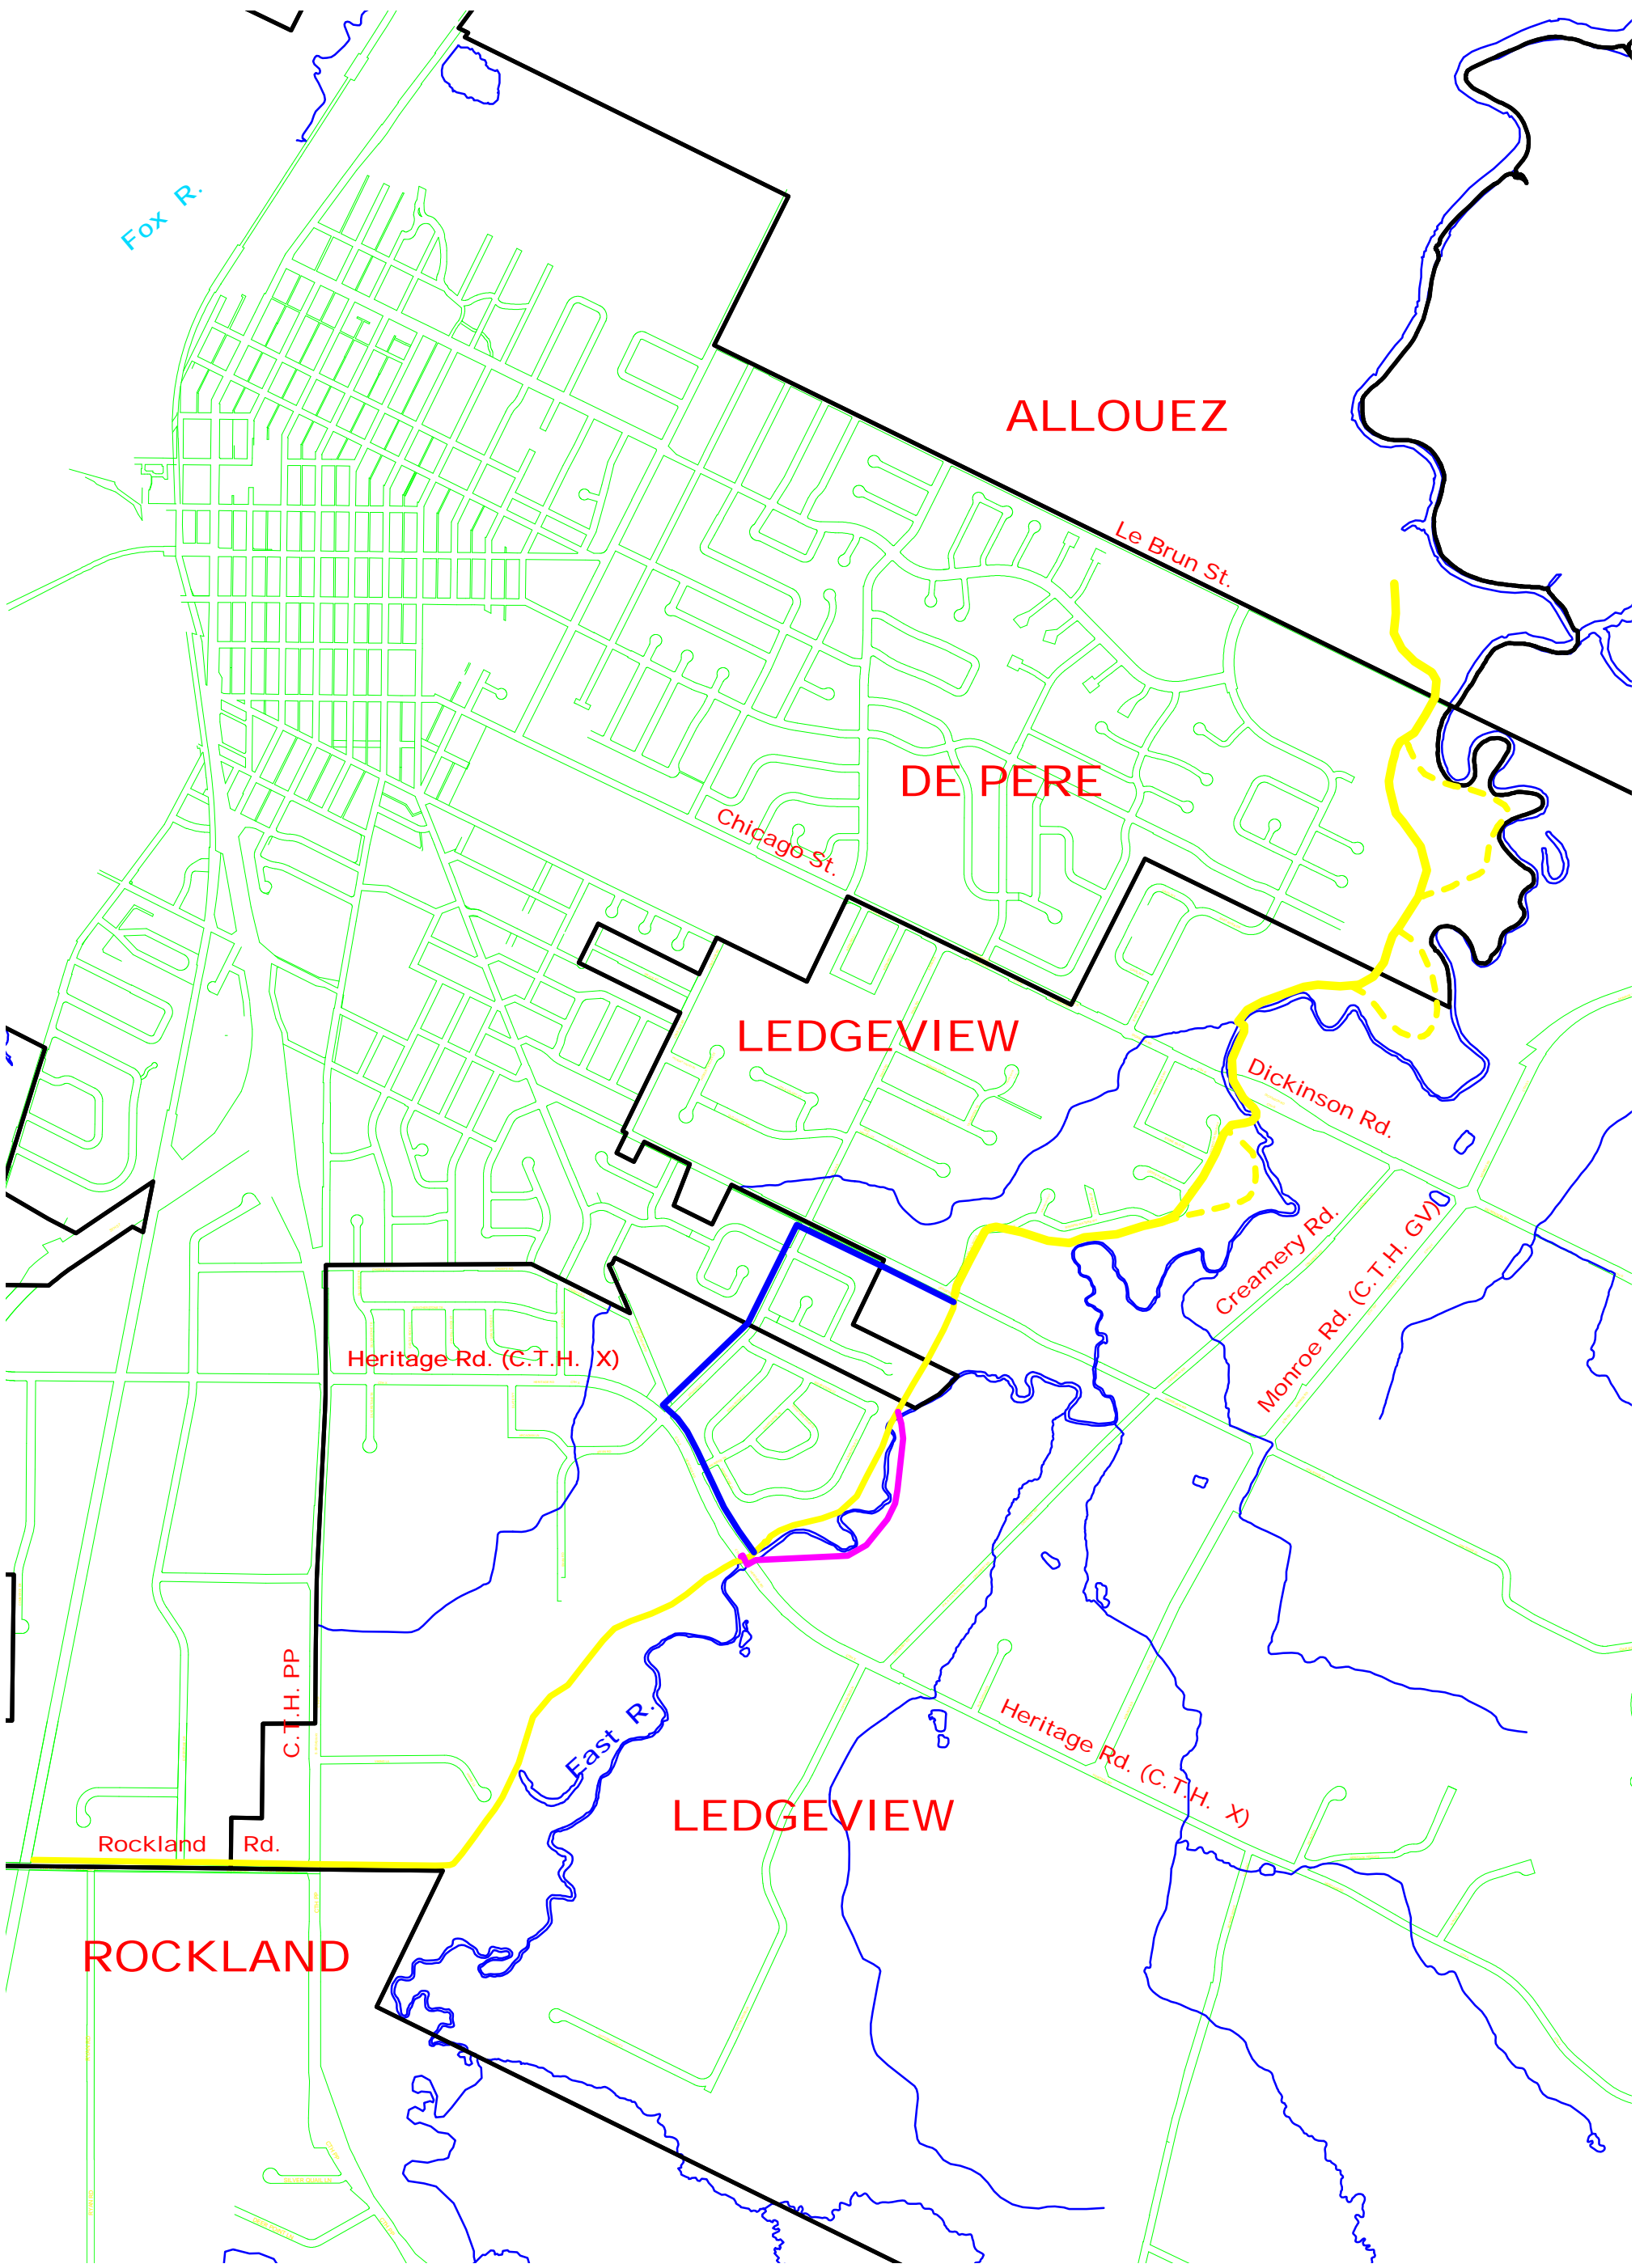 Fox R.
ALLOUEZ
Le Brun St.
DE PERE
Chicago St.
LEDGEVIEW
Dickinson Rd.
Creamery Rd.
Monroe Rd. (C.T.H. GV)
Heritage Rd. (C.T.H. X)
C.T.H. PP
East R.
Heritage Rd. (C.T.H. X)
LEDGEVIEW
Rockland Rd.
ROCKLAND